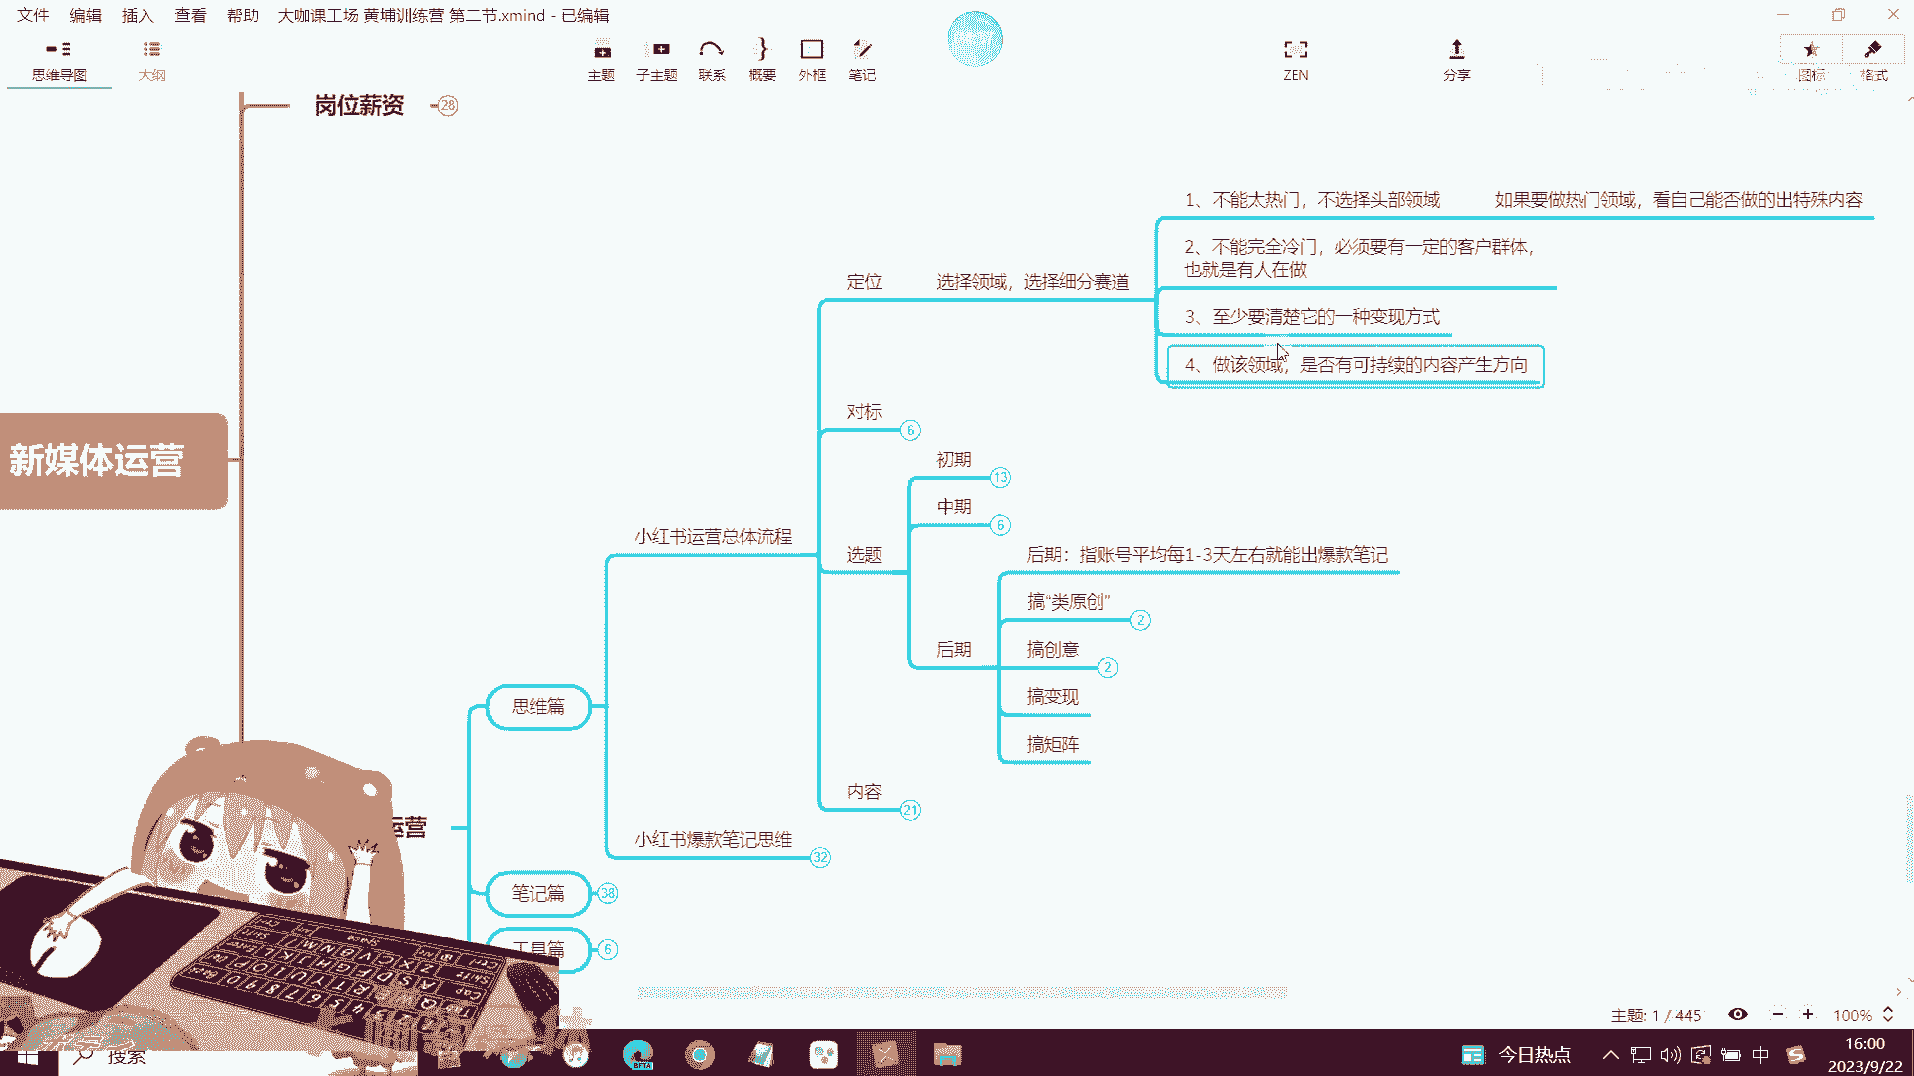 文件 编辑 插入 查看 帮助 大咖课工场 黄埔训练营 第二节.xmind - 已编辑
思维导图 大纲 主题 子主题 联系 概要 外框 笔记 ZEN 分享 图标 格式
岗位薪资 28
1、不能太热门，不选择头部领域 如果要做热门领域，看自己能否做的出特殊内容
2、不能完全冷门，必须要有一定的客户群体，
也就是有人在做
定位 选择领域，选择细分赛道
3、至少要清楚它的一种变现方式
4、做该领域，是否有可持续的内容产生方向
对标 6
新媒体运营
初期 13
中期 6
小红书运营总体流程
选题
后期：指账号平均每1-3天左右就能出爆款笔记
搞“类原创” 2
后期
搞创意 2
搞变现
思维篇
搞矩阵
内容 21
运营
小红书爆款笔记思维 32
笔记篇 38
工具篇 6
主题: 1 / 445 100%
搜索
BETA
今日热点
中
16:00
2023/9/22